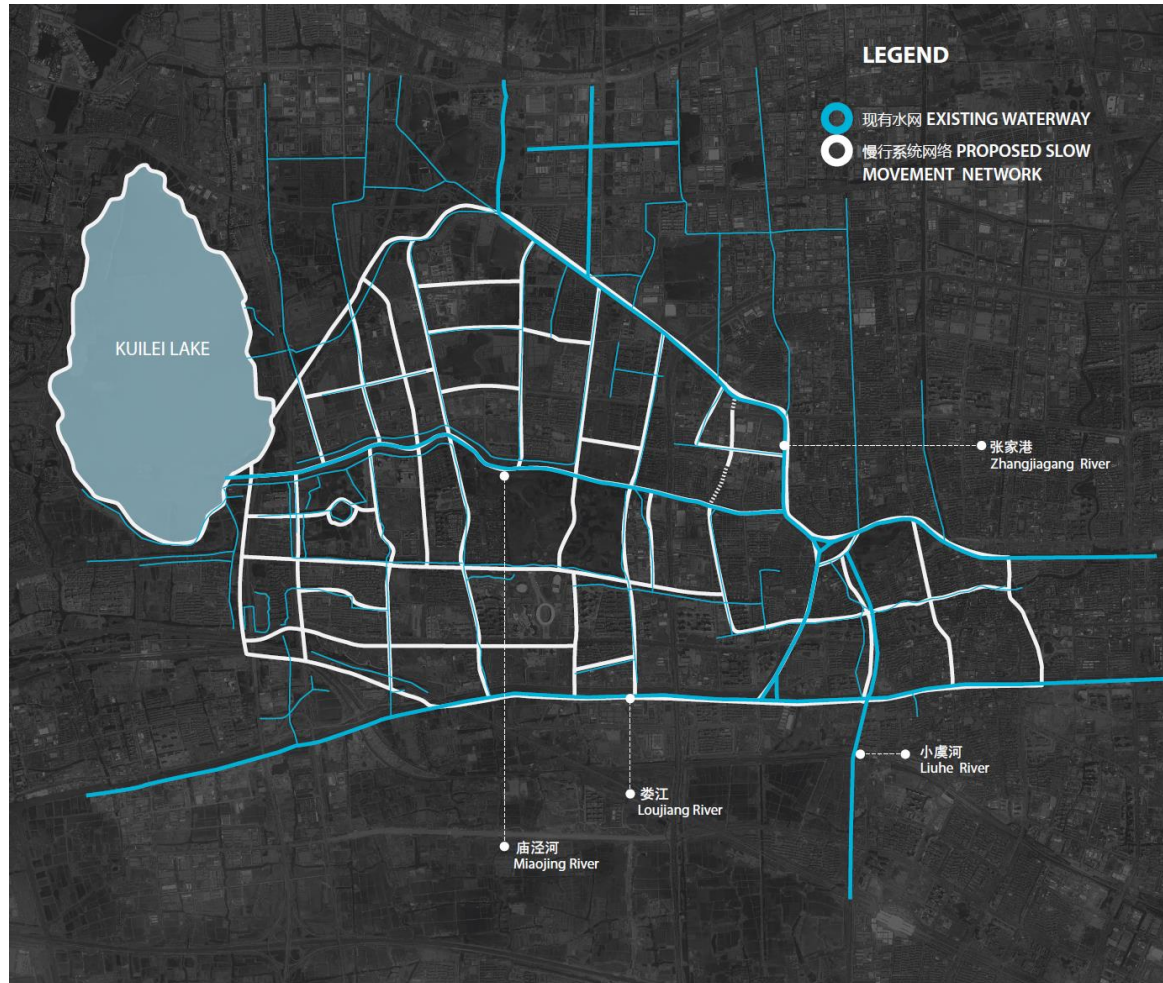 LEGEND
现有水网 EXISTING WATERWAY
慢行系统网络 PROPOSED SLOW
MOVEMENT NETWORK
KUILEI LAKE
张家港
Zhangjiagang River
小虞河
Liuhe River
娄江
Loujiang River
庙泾河
Miaojing River